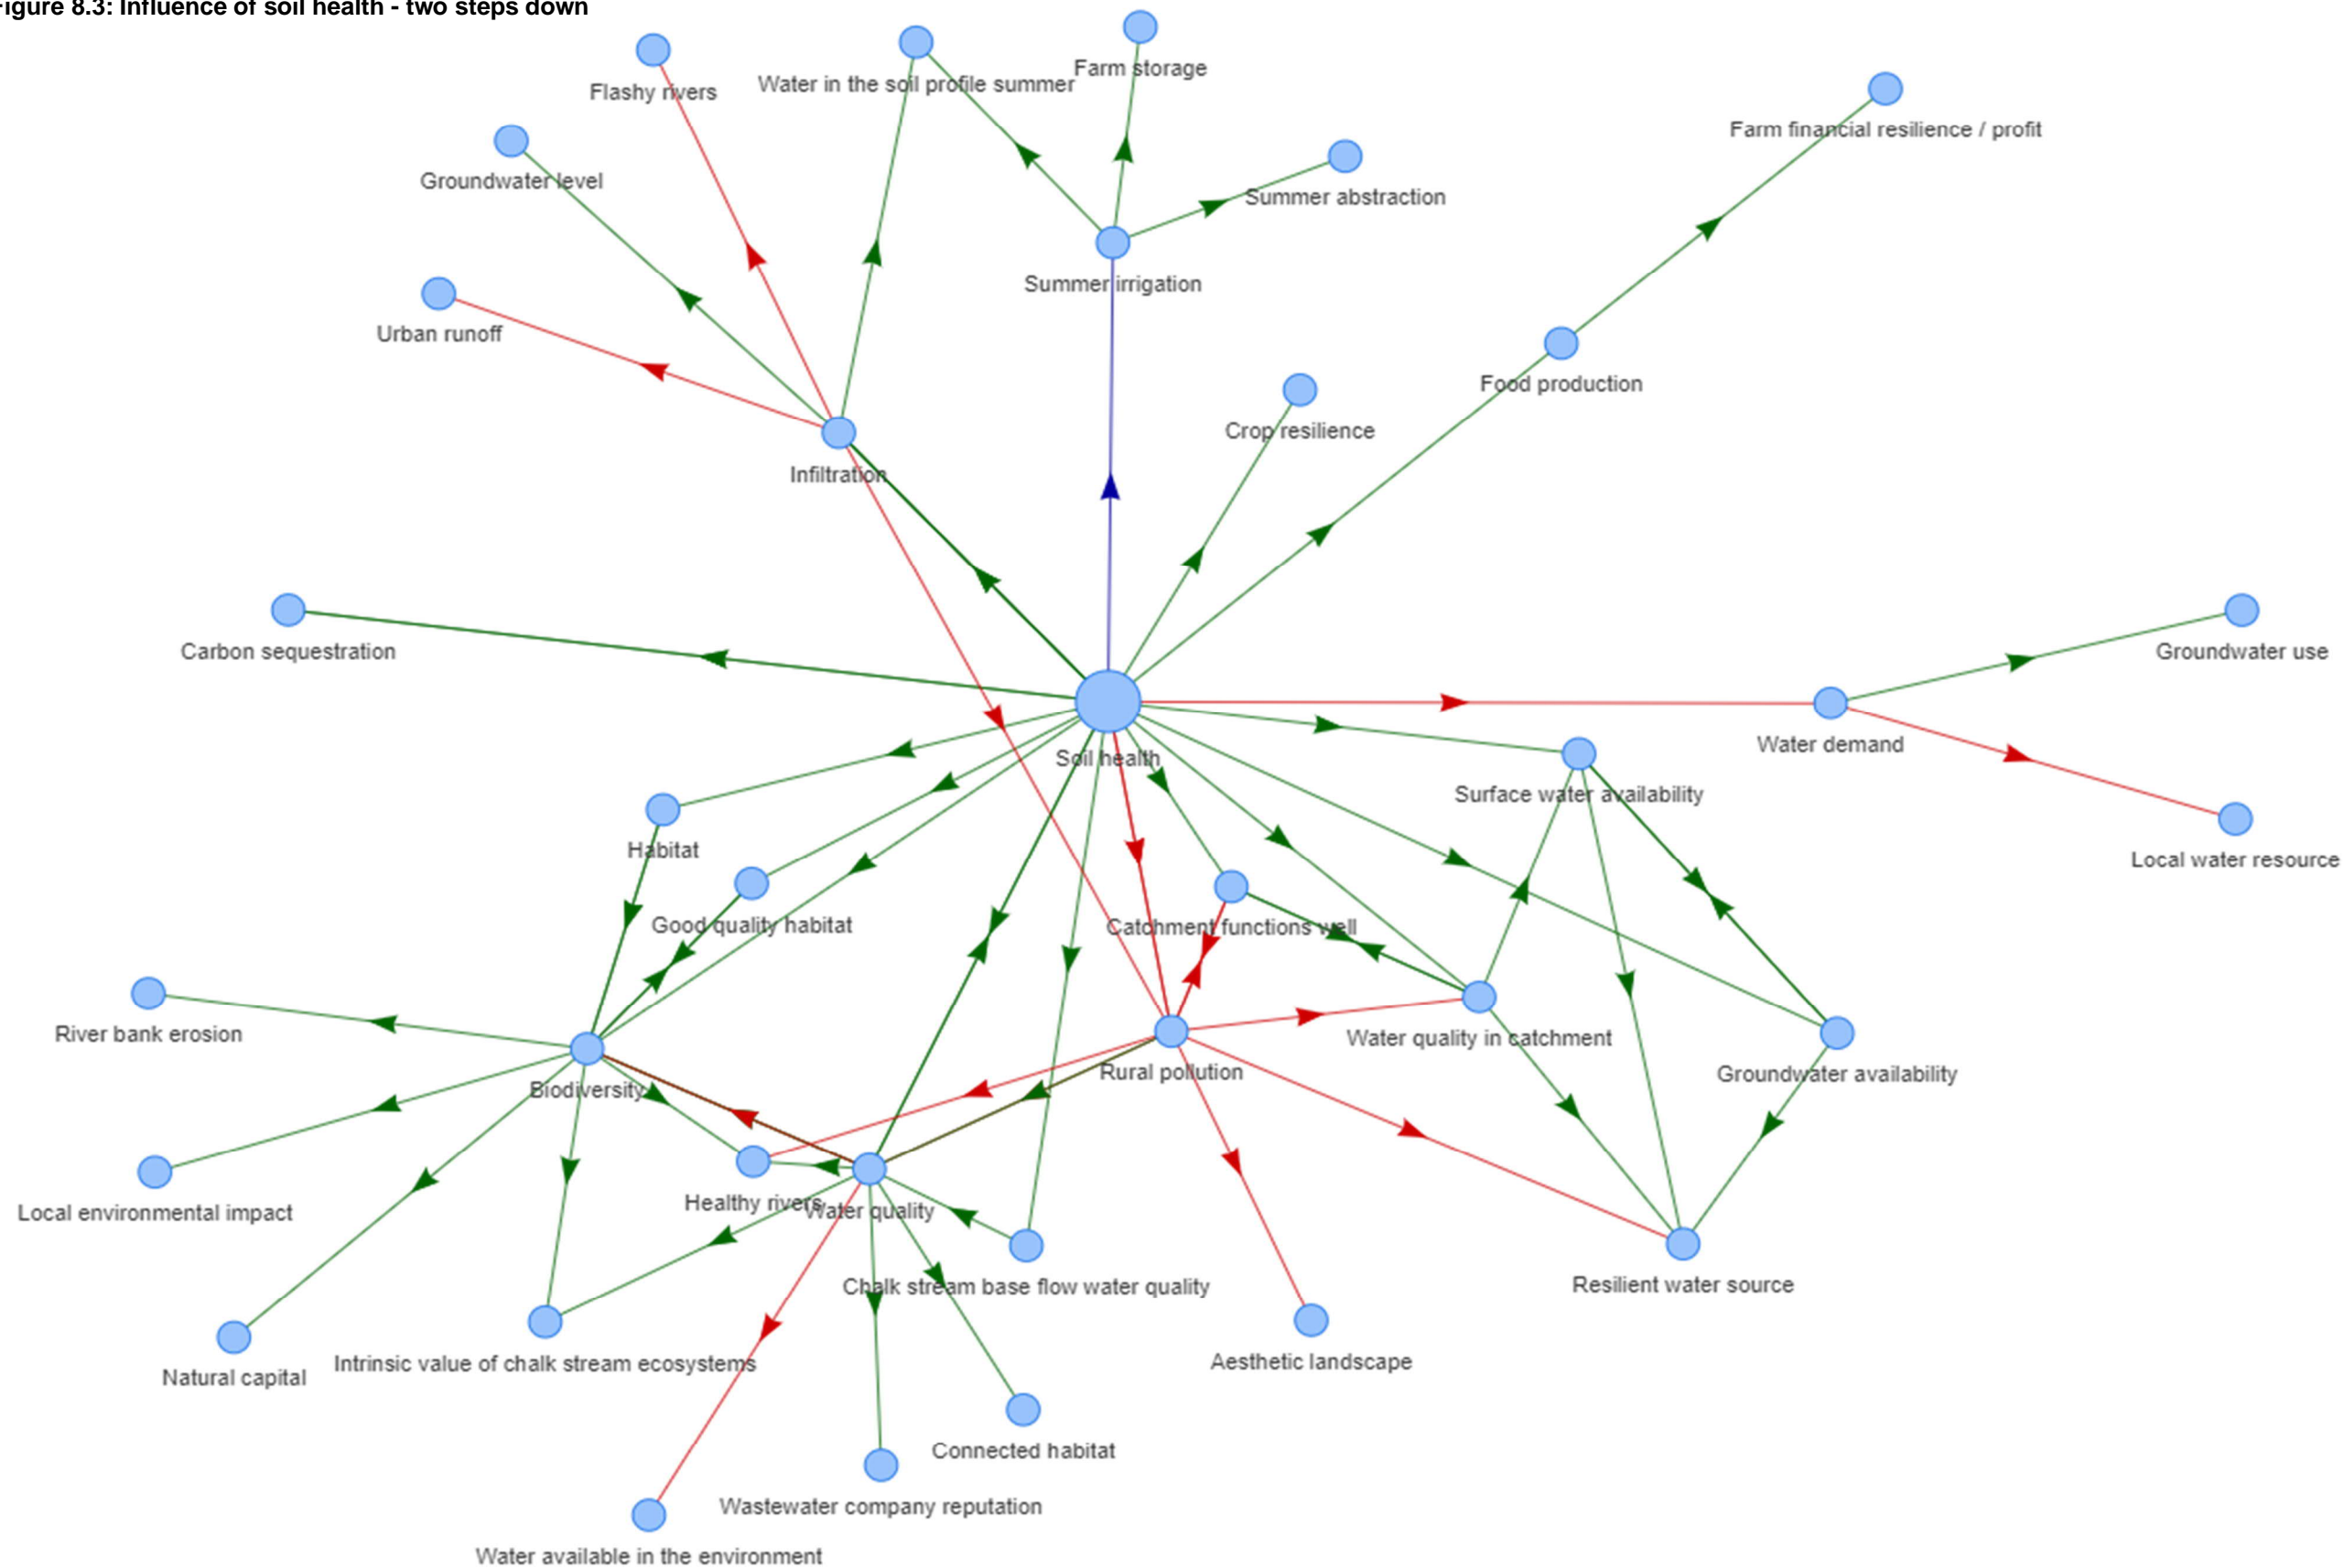 Figure 8.3: Influence of soil health - two steps down
Farm storage
Water in the soil profile summer
Flashy rivers
Farm financial resilience / profit
Groundwater level
Summer abstraction
Summer irrigation
Urban runoff
Food production
Crop resilience
Infiltration
Carbon sequestration
Groundwater use
Water demand
Soil health
Surface water availability
Habitat
Local water resource
Good quality habitat
Catchment functions well
River bank erosion
Water quality in catchment
Rural pollution
Groundwater availability
Biodiversity
Healthy rivers
Water quality
Local environmental impact
Resilient water source
Chalk stream base flow water quality
Aesthetic landscape
Intrinsic value of chalk stream ecosystems
Natural capital
Connected habitat
Wastewater company reputation
Water available in the environment